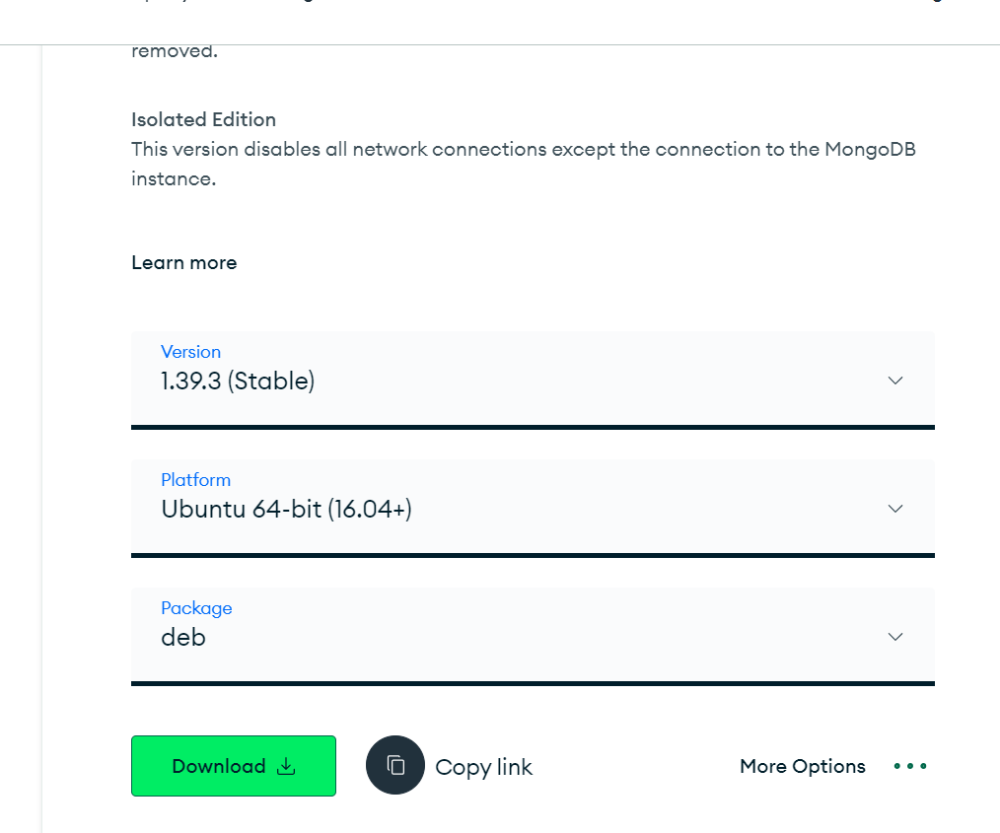 removed.
Isolated Edition
This version disables all network connections except the connection to the MongoDB
instance.
Learn more
Version
1.39.3 (Stable)
Platform
Ubuntu 64-bit (16.04+)
Package
deb
Download
Copy link
More Options